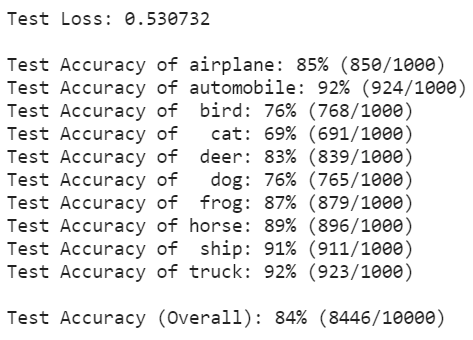 Test Loss: 0.530732

Test Accuracy of airplane: 85% (850/1000)
Test Accuracy of automobile: 92% (924/1000)
Test Accuracy of  bird: 76% (768/1000)
Test Accuracy of   cat: 69% (691/1000)
Test Accuracy of  deer: 83% (839/1000)
Test Accuracy of   dog: 76% (765/1000)
Test Accuracy of  frog: 87% (879/1000)
Test Accuracy of horse: 89% (896/1000)
Test Accuracy of  ship: 91% (911/1000)
Test Accuracy of truck: 92% (923/1000)

Test Accuracy (Overall): 84% (8446/10000)